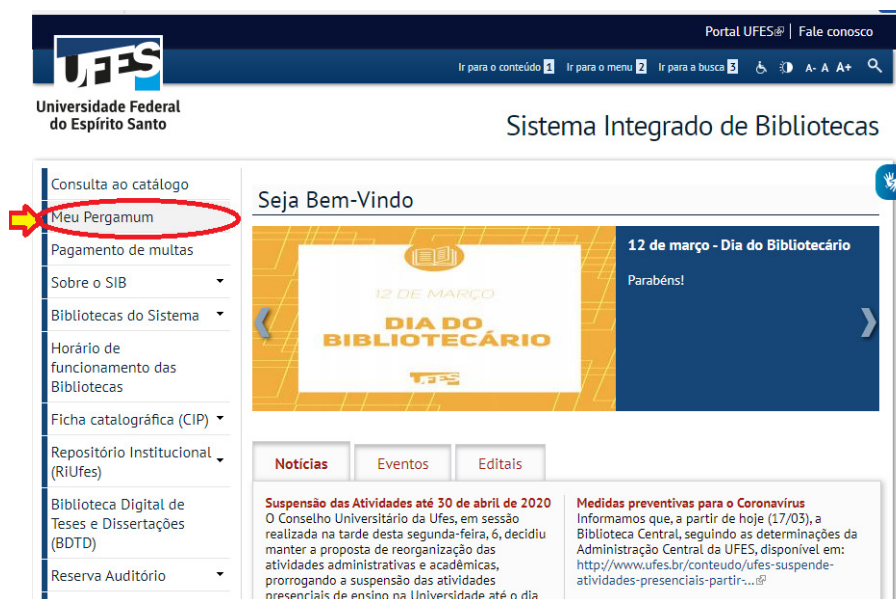 Portal UFES | Fale conosco
UFES
Ir para o conteúdo 1 Ir para o menu 2 Ir para a busca 3 A- A A+
Universidade Federal
do Espírito Santo
Sistema Integrado de Bibliotecas
Consulta ao catálogo
Meu Pergamum
Pagamento de multas
Sobre o SIB
Bibliotecas do Sistema
Horário de
funcionamento das
Bibliotecas
Ficha catalográfica (CIP)
Repositório Institucional
(RiUfes)
Biblioteca Digital de
Teses e Dissertações
(BDTD)
Reserva Auditório
Seja Bem-Vindo
12 DE MARÇO
DIA DO
BIBLIOTECÁRIO
UFES
12 de março - Dia do Bibliotecário
Parabéns!
Notícias Eventos Editais
Suspensão das Atividades até 30 de abril de 2020
O Conselho Universitário da Ufes, em sessão
realizada na tarde desta segunda-feira, 6, decidiu
manter a proposta de reorganização das
atividades administrativas e acadêmicas,
prorrogando a suspensão das atividades
presenciais de ensino na Universidade até o dia
Medidas preventivas para o Coronavírus
Informamos que, a partir de hoje (17/03), a
Biblioteca Central, seguindo as determinações da
Administração Central da UFES, disponível em:
http://www.ufes.br/conteudo/ufes-suspende-
atividades-presenciais-partir-...